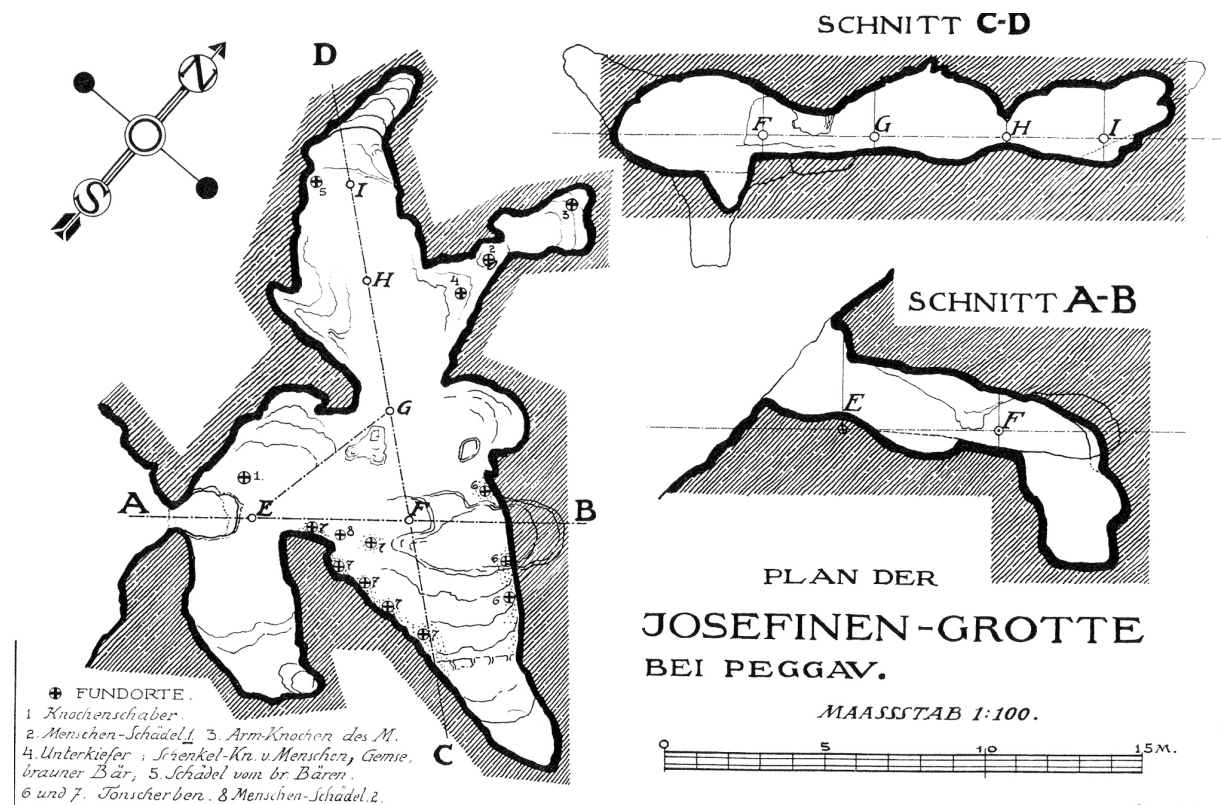 SCHNITT C-D
N
S
D
F
G
H
I
5
I
3
2
4
H
SCHNITT A-B
G
E
F
1.
6
A
E
F
B
7
8
7
6
7
7
6
7
7
C
PLAN DER
JOSEFINEN-GROTTE
BEI PEGGAV.
MAASSSTAB 1:100.
0 5 10 15 M.
FUNDORTE.
1 Knochenschaber.
2. Menschen-Schädel 1. 3. Arm-Knochen des M.
4. Unterkiefer ; Schenkel-Kn. v. Menschen, Gemse,
brauner Bär; 5. Schädel vom br. Bären.
6 und 7. Tonscherben. 8 Menschen-Schädel. 2.